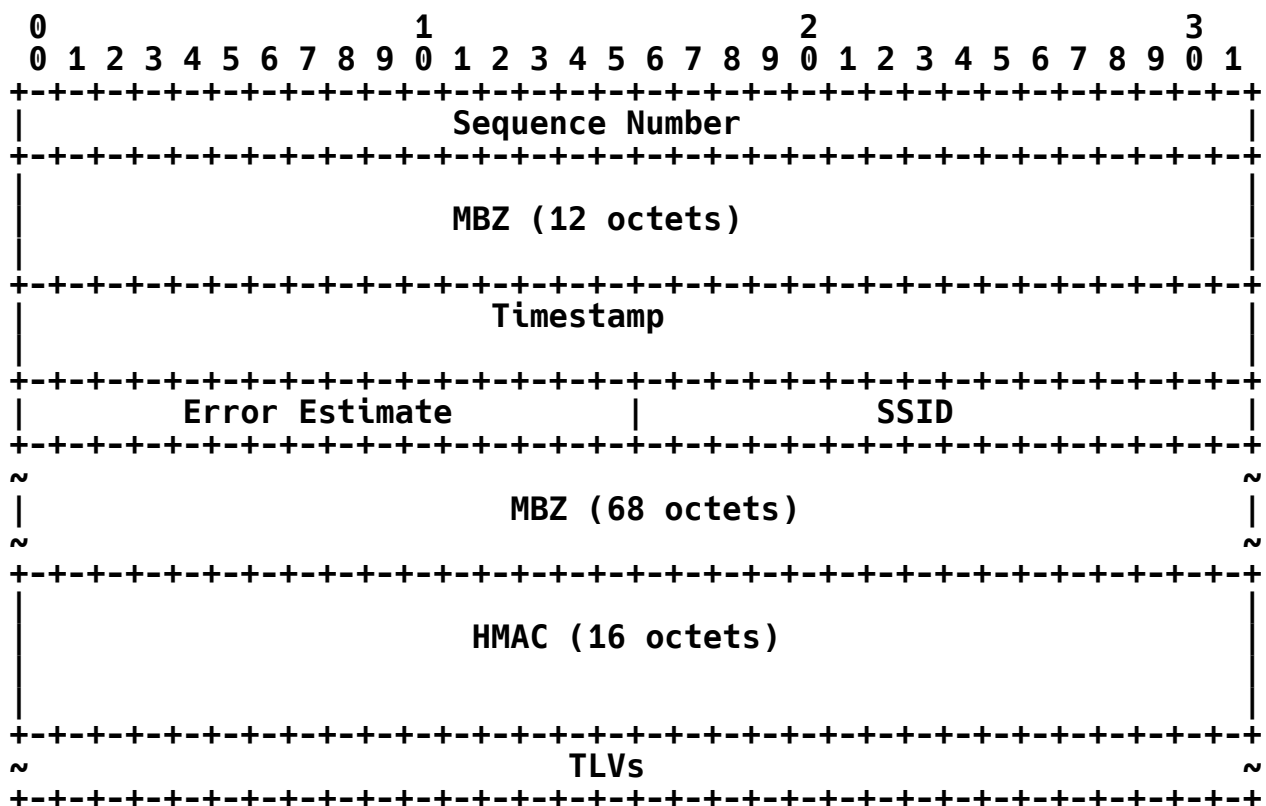 0                   1                   2                   3
 0 1 2 3 4 5 6 7 8 9 0 1 2 3 4 5 6 7 8 9 0 1 2 3 4 5 6 7 8 9 0 1
+-+-+-+-+-+-+-+-+-+-+-+-+-+-+-+-+-+-+-+-+-+-+-+-+-+-+-+-+-+-+-+-+
|                      Sequence Number                          |
+-+-+-+-+-+-+-+-+-+-+-+-+-+-+-+-+-+-+-+-+-+-+-+-+-+-+-+-+-+-+-+-+
|                                                               |
|                      MBZ (12 octets)                          |
|                                                               |
+-+-+-+-+-+-+-+-+-+-+-+-+-+-+-+-+-+-+-+-+-+-+-+-+-+-+-+-+-+-+-+-+
|                        Timestamp                              |
|                                                               |
+-+-+-+-+-+-+-+-+-+-+-+-+-+-+-+-+-+-+-+-+-+-+-+-+-+-+-+-+-+-+-+-+
|        Error Estimate         |            SSID               |
+-+-+-+-+-+-+-+-+-+-+-+-+-+-+-+-+-+-+-+-+-+-+-+-+-+-+-+-+-+-+-+-+
~                                                               ~
|                         MBZ (68 octets)                       |
~                                                               ~
+-+-+-+-+-+-+-+-+-+-+-+-+-+-+-+-+-+-+-+-+-+-+-+-+-+-+-+-+-+-+-+-+
|                                                               |
|                       HMAC (16 octets)                        |
|                                                               |
|                                                               |
+-+-+-+-+-+-+-+-+-+-+-+-+-+-+-+-+-+-+-+-+-+-+-+-+-+-+-+-+-+-+-+-+
~                            TLVs                               ~
+-+-+-+-+-+-+-+-+-+-+-+-+-+-+-+-+-+-+-+-+-+-+-+-+-+-+-+-+-+-+-+-+